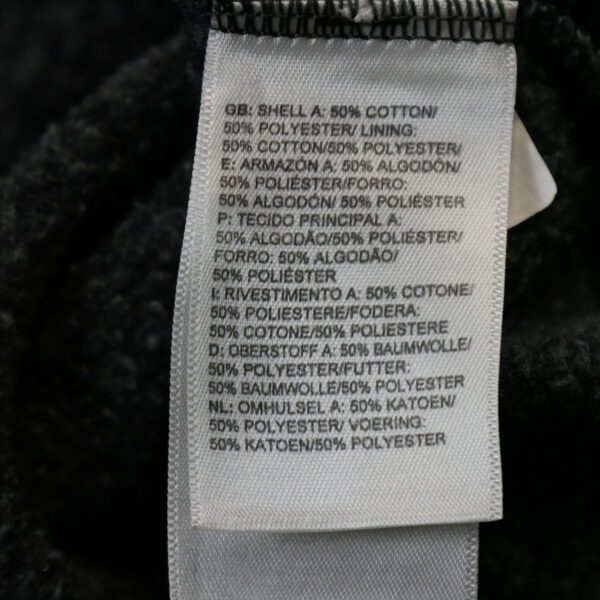 GB: SHELL A: 50% COTTON/
50% POLYESTER/ LINING:
50% COTTON/50% POLYESTER/
E: ARMAZÓN A: 50% ALGODÓN/
50% POLIÉSTER/FORRO:
50% ALGODÓN/ 50% POLIÉSTER
P: TECIDO PRINCIPAL A:
50% ALGODÃO/50% POLIÉSTER/
FORRO: 50% ALGODÃO/
50% POLIÉSTER
I: RIVESTIMENTO A: 50% COTONE/
50% POLIESTERE/FODERA:
50% COTONE/50% POLIESTERE
D: OBERSTOFF A: 50% BAUMWOLLE/
50% POLYESTER/FUTTER:
50% BAUMWOLLE/50% POLYESTER
NL: OMHULSEL A: 50% KATOEN/
50% POLYESTER/ VOERING:
50% KATOEN/50% POLYESTER